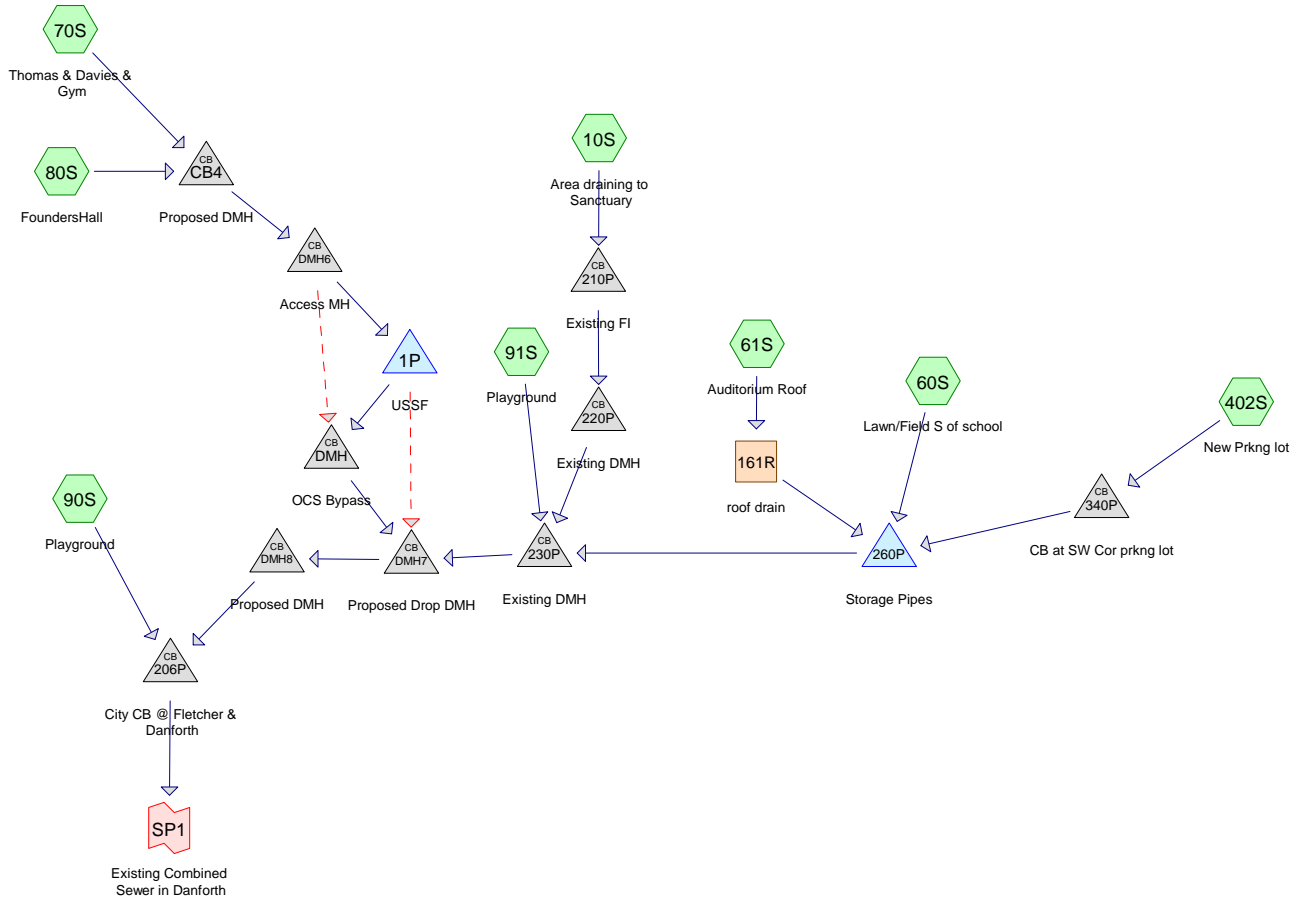 70S
Thomas & Davies &
Gym
80S
FoundersHall
CB
CB4
Proposed DMH
CB
DMH6
Access MH
1P
USSF
CB
DMH
OCS Bypass
10S
Area draining to
Sanctuary
CB
210P
Existing FI
91S
Playground
CB
220P
Existing DMH
61S
Auditorium Roof
161R
roof drain
60S
Lawn/Field S of school
402S
New Prkng lot
CB
340P
CB at SW Cor prkng lot
260P
Storage Pipes
CB
230P
Existing DMH
CB
DMH7
Proposed Drop DMH
CB
DMH8
Proposed DMH
90S
Playground
CB
206P
City CB @ Fletcher &
Danforth
SP1
Existing Combined
Sewer in Danforth